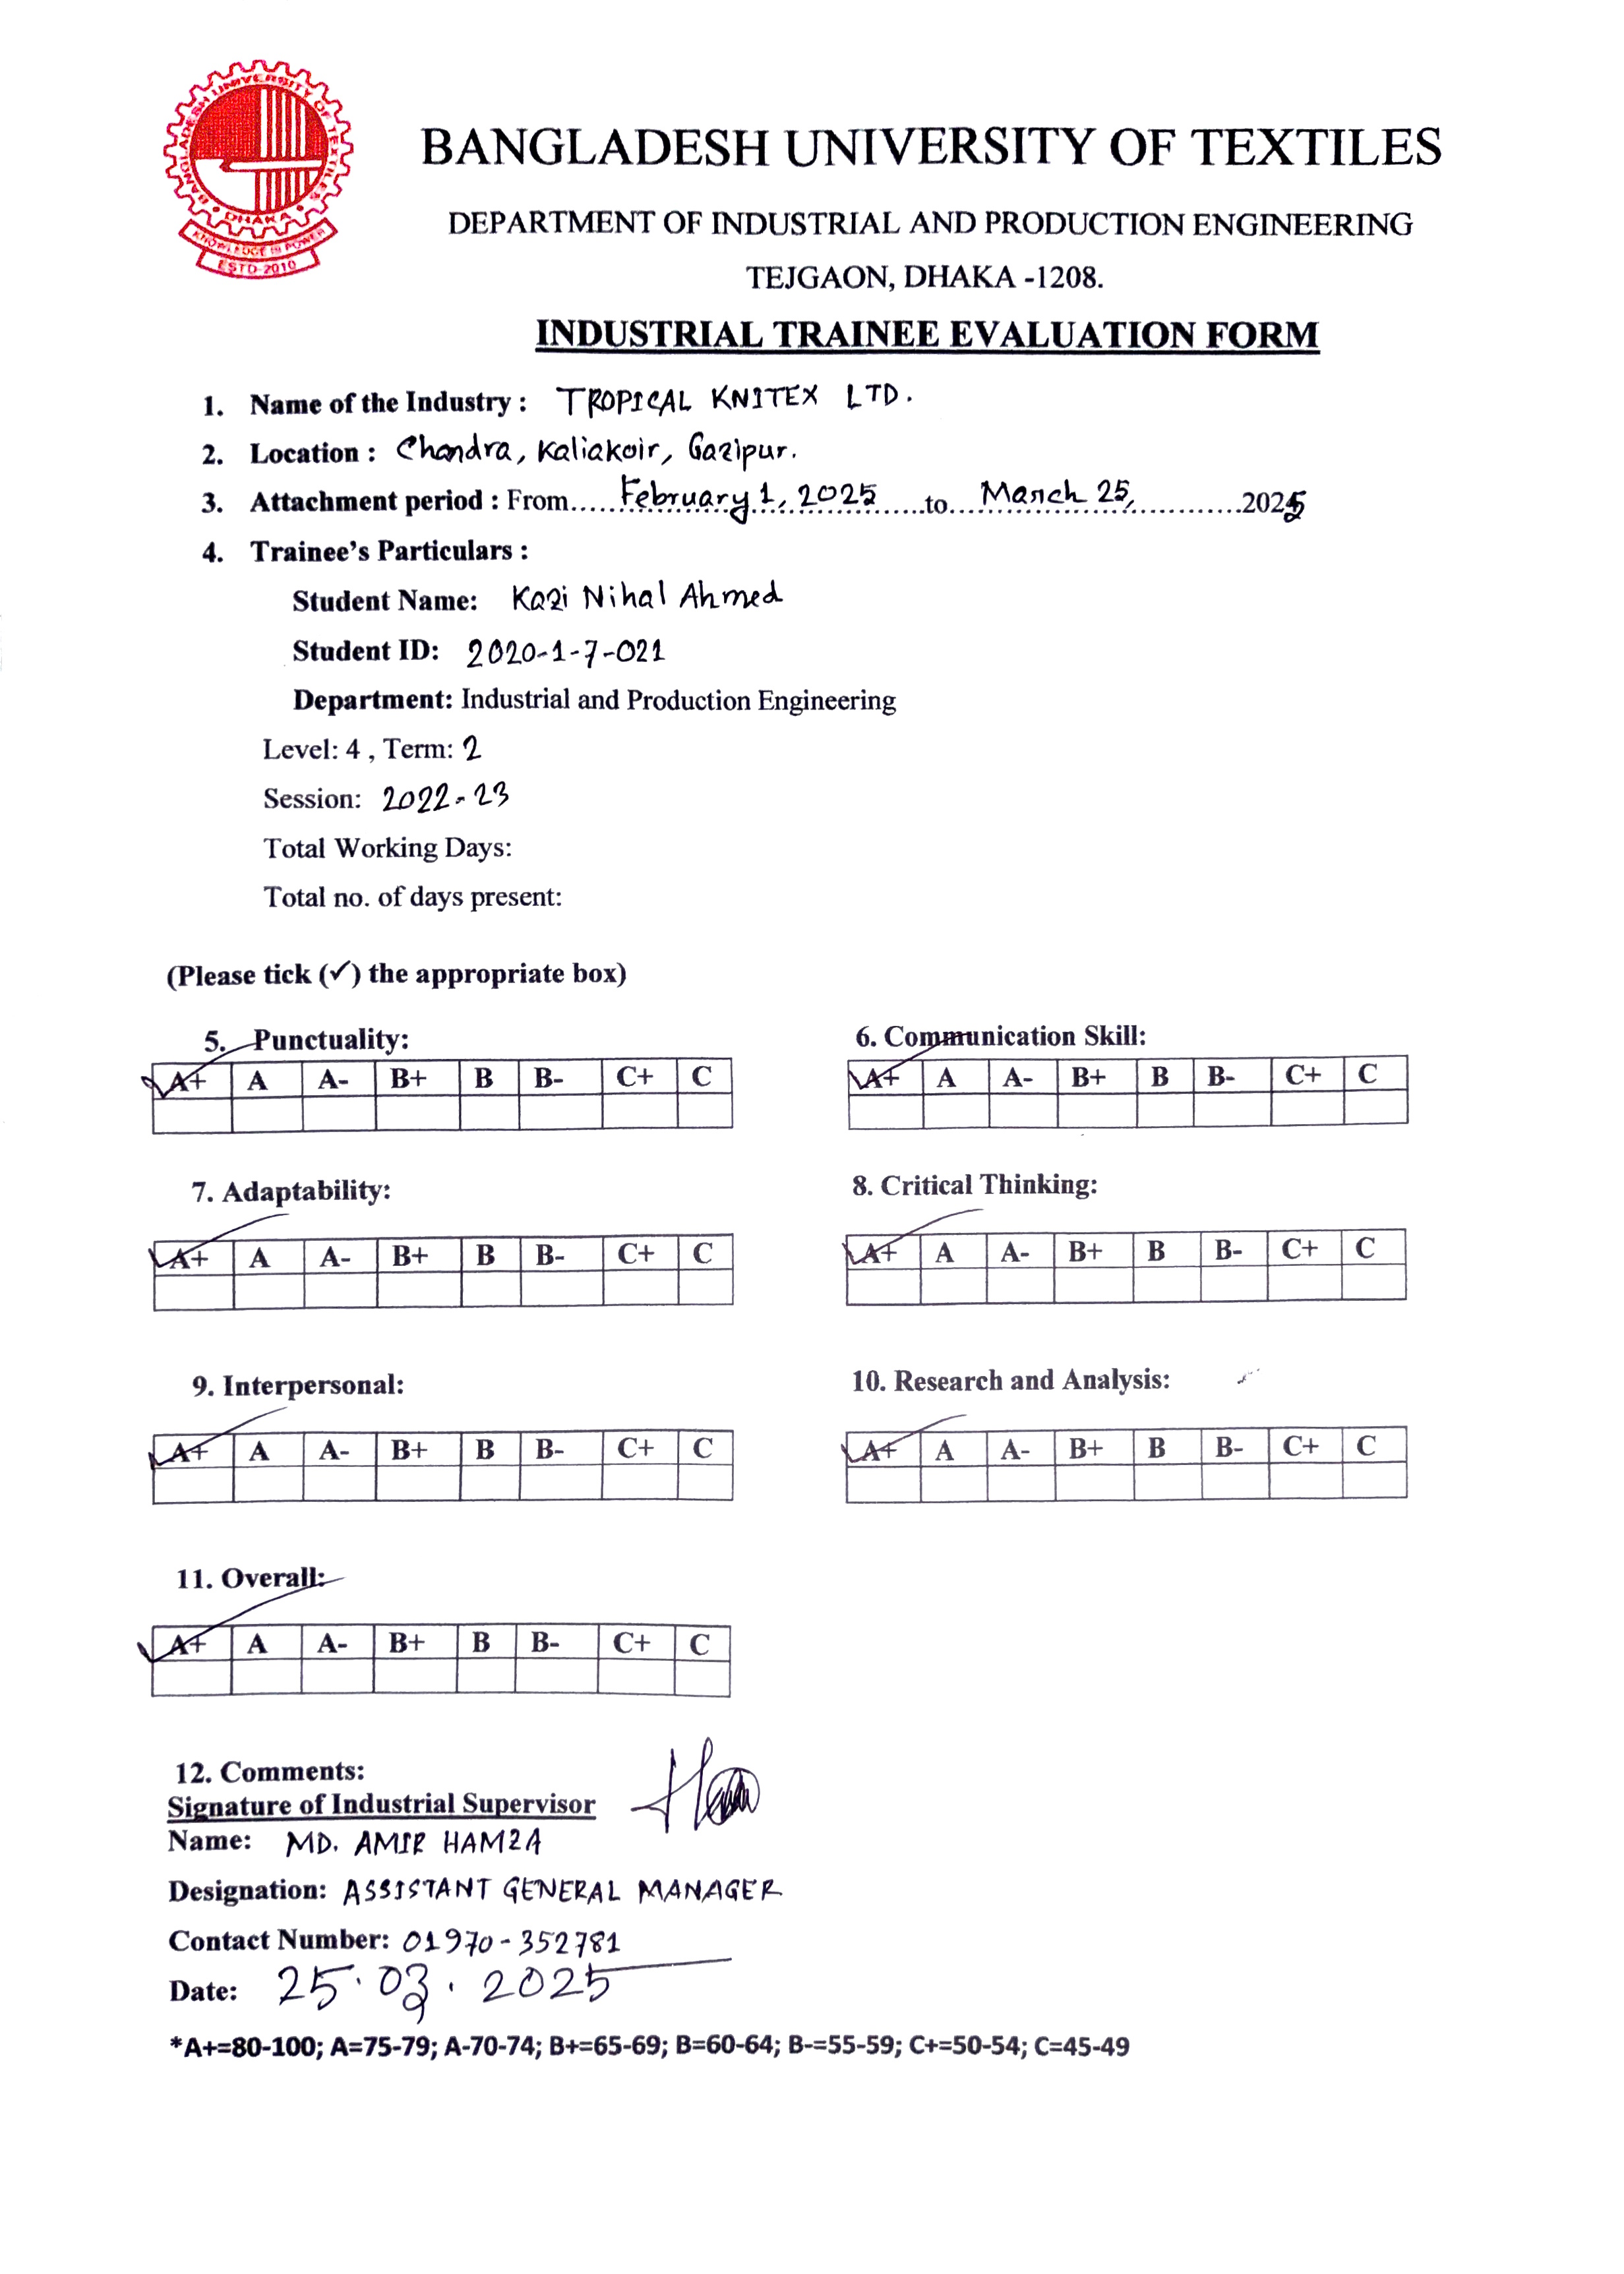 BANGLADESH UNIVERSITY OF TEXTILES
DHAKA
KNOWLEDGE IS POWER
ESTD-2010
BANGLADESH UNIVERSITY OF TEXTILES
DEPARTMENT OF INDUSTRIAL AND PRODUCTION ENGINEERING
TEJGAON, DHAKA -1208.
INDUSTRIAL TRAINEE EVALUATION FORM
1. Name of the Industry : TROPICAL KNITEX LTD.
2. Location : Chandra, Kaliakoir, Gazipur.
3. Attachment period : From.....February 1, 2025.....to....March 25,............2025
4. Trainee's Particulars :
Student Name: Kazi Nihal Ahmed
Student ID: 2020-1-7-021
Department: Industrial and Production Engineering
Level: 4 , Term: 2
Session: 2022-23
Total Working Days:
Total no. of days present:
(Please tick (✓) the appropriate box)
5. Punctuality:
✓ A+ A A- B+ B B- C+ C
6. Communication Skill:
✓ A+ A A- B+ B B- C+ C
7. Adaptability:
✓ A+ A A- B+ B B- C+ C
8. Critical Thinking:
✓ A+ A A- B+ B B- C+ C
9. Interpersonal:
✓ A+ A A- B+ B B- C+ C
10. Research and Analysis:
✓ A+ A A- B+ B B- C+ C
11. Overall:
✓ A+ A A- B+ B B- C+ C
12. Comments:
Signature of Industrial Supervisor
Name: MD. AMIR HAMZA
Designation: ASSISTANT GENERAL MANAGER
Contact Number: 01970-352781
Date: 25.03.2025
*A+=80-100; A=75-79; A-70-74; B+=65-69; B=60-64; B-=55-59; C+=50-54; C=45-49